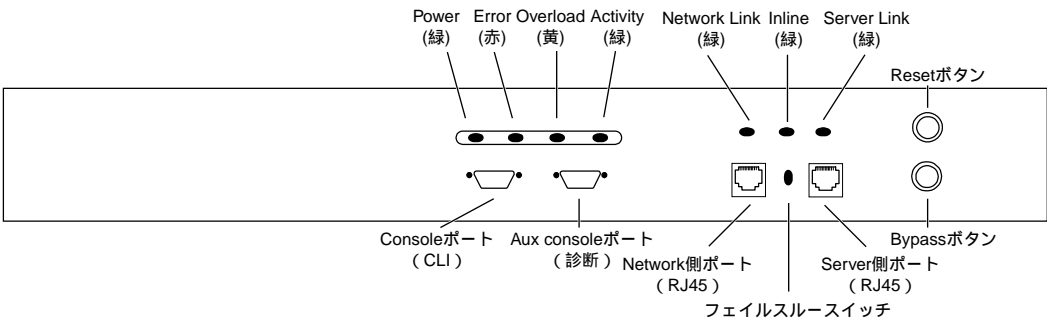 Power Error Overload Activity Network Link Inline Server Link
(緑) (赤) (黄) (緑) (緑) (緑) (緑)
Resetボタン
Consoleポート
（CLI）
Aux consoleポート
（診断）
Network側ポート
（RJ45）
フェイルスルースイッチ
Server側ポート
（RJ45）
Bypassボタン